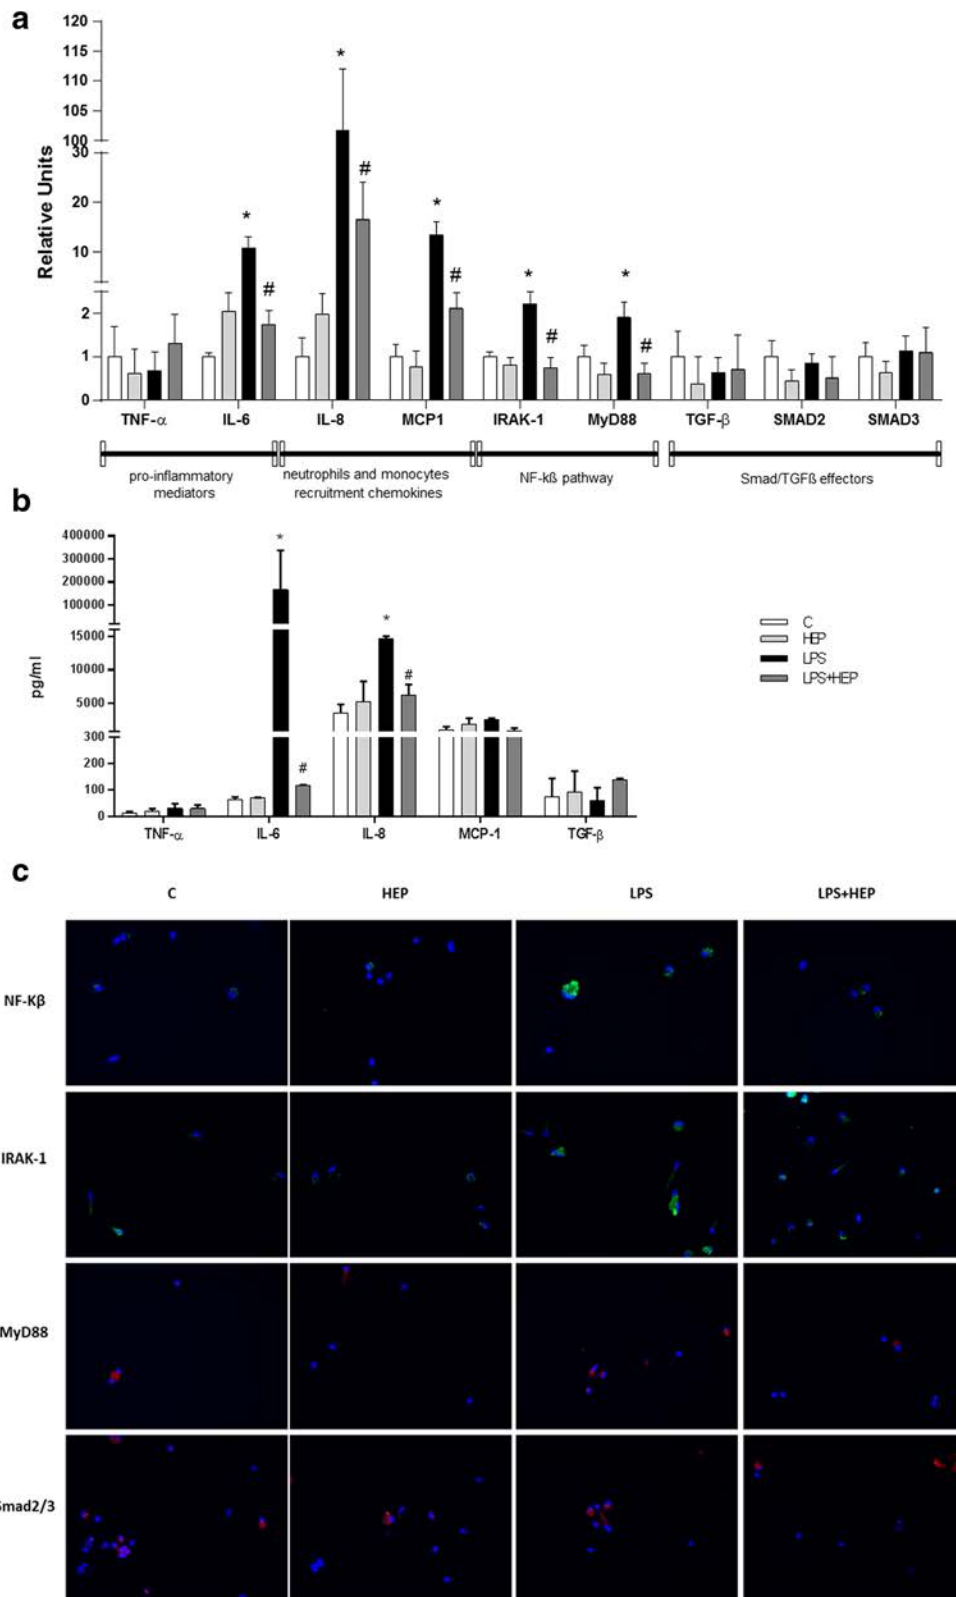 a
120
115
110
105
100
30
20
10
2
1
0
Relative Units
*
#
*
#
*
#
*
#
*
#
TNF-α IL-6 IL-8 MCP1 IRAK-1 MyD88 TGF-β SMAD2 SMAD3
pro-inflammatory
mediators
neutrophils and monocytes
recruitment chemokines
NF-kß pathway
Smad/TGFß effectors
b
400000
300000
200000
100000
15000
10000
5000
300
200
100
0
pg/ml
*
#
*
#
TNF-α IL-6 IL-8 MCP-1 TGF-β
C
HEP
LPS
LPS+HEP
c
C HEP LPS LPS+HEP
NF-Kβ
IRAK-1
MyD88
Smad2/3